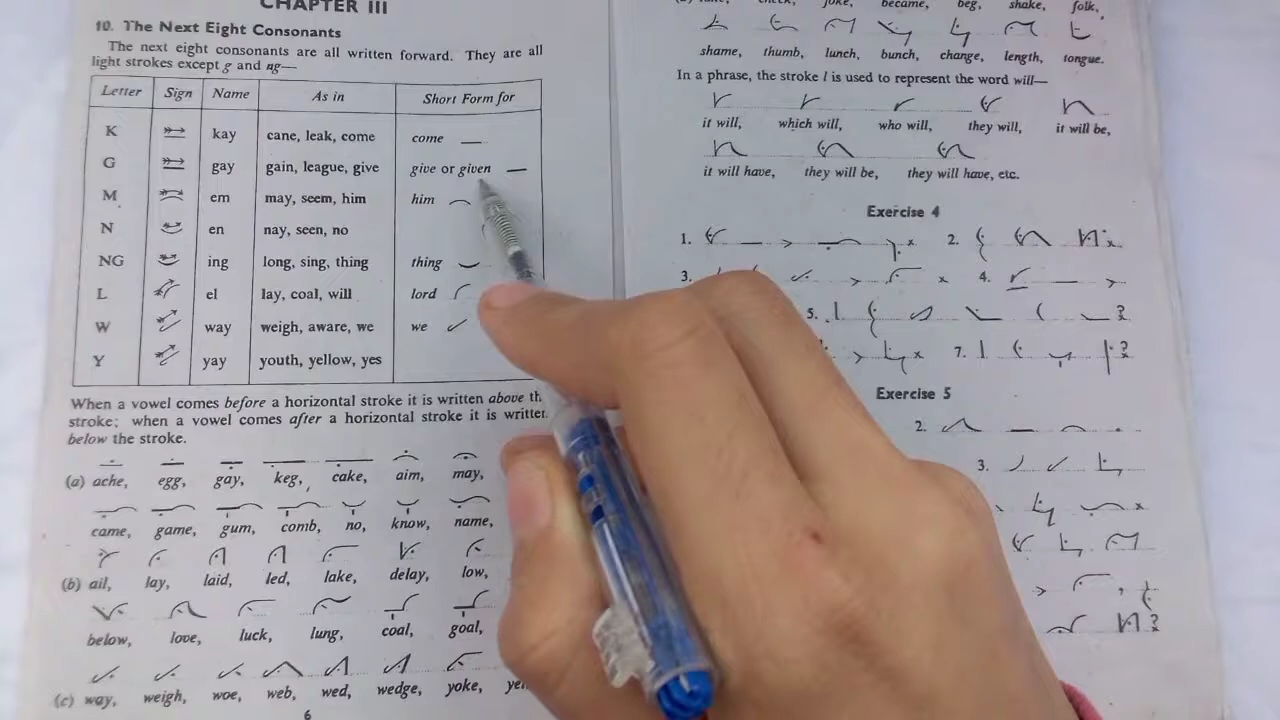 CHAPTER III
10. The Next Eight Consonants
The next eight consonants are all written forward. They are all
light strokes except g and ng—
Letter Sign Name As in Short Form for
K kay cane, leak, come come
G gay gain, league, give give or given
M em may, seem, him him
N en nay, seen, no
NG ing long, sing, thing thing
L el lay, coal, will lord
W way weigh, aware, we we
Y yay youth, yellow, yes
When a vowel comes before a horizontal stroke it is written above
stroke; when a vowel comes after a horizontal stroke it is
below the stroke.
(a) ache, egg, gay, keg, cake, aim, may,
came, game, gum, comb, no, know, name,
(b) ail, lay, laid, led, lake, delay, low,
below, love, luck, lung, coal, goal,
(c) way, weigh, woe, web, wed, wedge, yoke,
6
joke, became, beg, shake, folk,
shame, thumb, lunch, bunch, change, length, tongue.
In a phrase, the stroke l is used to represent the word will—
it will, which will, who will, they will, it will be,
it will have, they will be, they will have, etc.
Exercise 4
1. 2.
3. 4.
5.
7.
Exercise 5
2.
3.